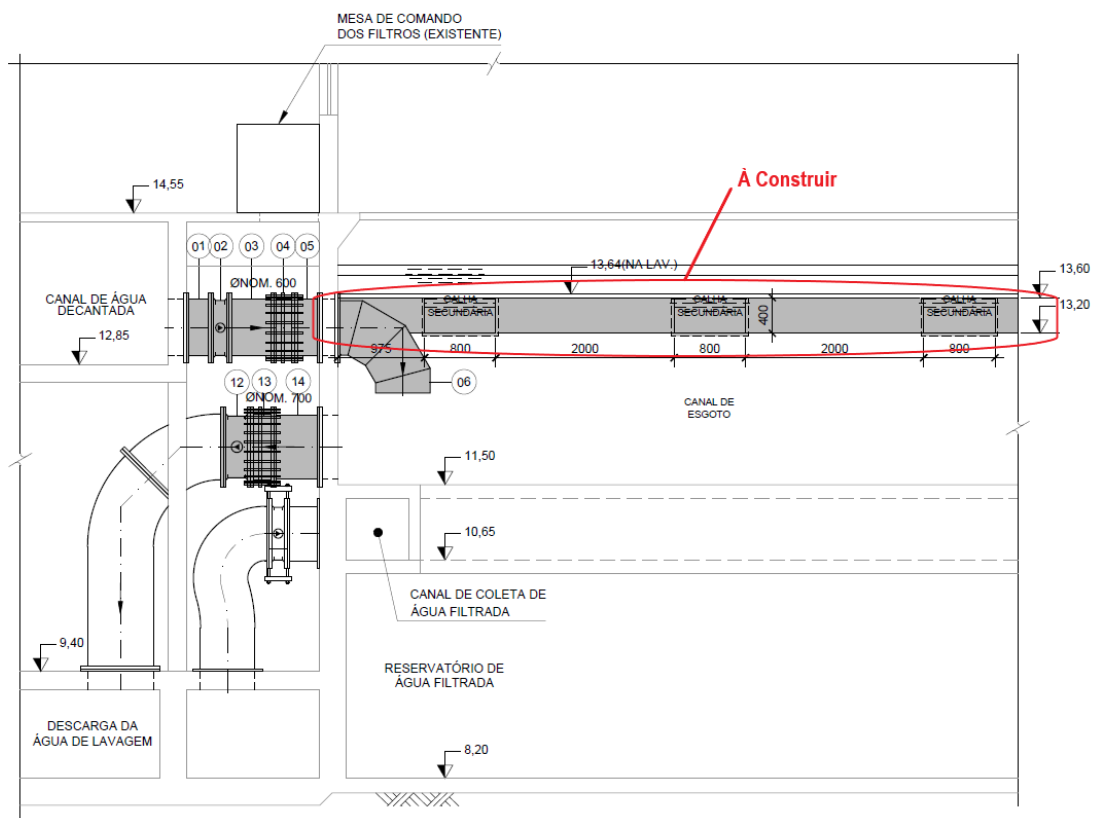 MESA DE COMANDO
DOS FILTROS (EXISTENTE)
À Construir
14,55
01
02
03
04
05
ØNOM. 600
13,64(NA LAV.)
13,60
CANAL DE ÁGUA
DECANTADA
CALHA
SECUNDÁRIA
CALHA
SECUNDÁRIA
CALHA
SECUNDÁRIA
400
13,20
12,85
975
800
2000
800
2000
800
06
12
13
14
ØNOM. 700
CANAL DE
ESGOTO
11,50
10,65
CANAL DE COLETA DE
ÁGUA FILTRADA
9,40
RESERVATÓRIO DE
ÁGUA FILTRADA
DESCARGA DA
ÁGUA DE LAVAGEM
8,20